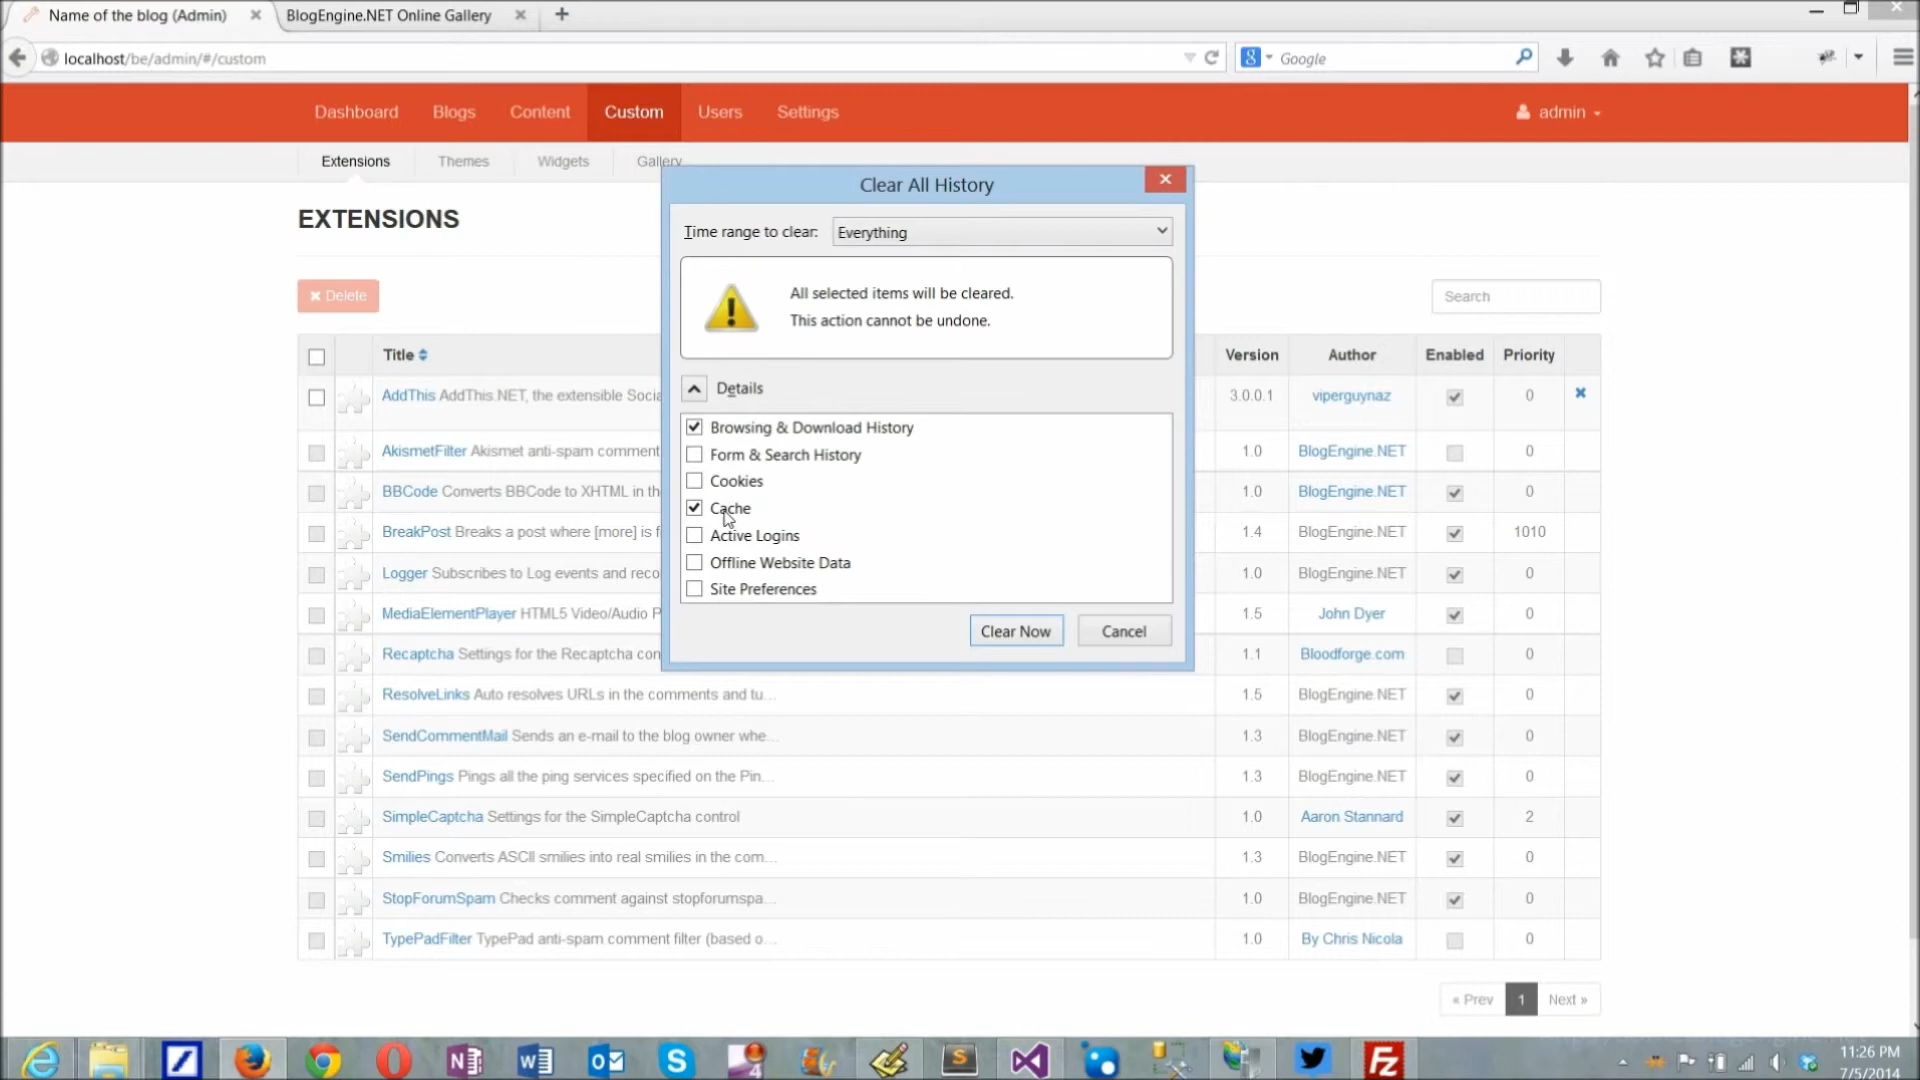 Name of the blog (Admin)
BlogEngine.NET Online Gallery
localhost/be/admin/#/custom
Google
Dashboard
Blogs
Content
Custom
Users
Settings
admin
Extensions
Themes
Widgets
Gallery
EXTENSIONS
Delete
Search
Title
Version
Author
Enabled
Priority
AddThis AddThis.NET, the extensible Socia
3.0.0.1
viperguynaz
0
AkismetFilter Akismet anti-spam comment
1.0
BlogEngine.NET
0
BBCode Converts BBCode to XHTML in the
1.0
BlogEngine.NET
0
BreakPost Breaks a post where [more] is f
1.4
BlogEngine.NET
1010
Logger Subscribes to Log events and reco
1.0
BlogEngine.NET
0
MediaElementPlayer HTML5 Video/Audio P
1.5
John Dyer
0
Recaptcha Settings for the Recaptcha con
1.1
Bloodforge.com
0
ResolveLinks Auto resolves URLs in the comments and tu...
1.5
BlogEngine.NET
0
SendCommentMail Sends an e-mail to the blog owner whe...
1.3
BlogEngine.NET
0
SendPings Pings all the ping services specified on the Pin...
1.3
BlogEngine.NET
0
SimpleCaptcha Settings for the SimpleCaptcha control
1.0
Aaron Stannard
2
Smilies Converts ASCII smilies into real smilies in the com...
1.3
BlogEngine.NET
0
StopForumSpam Checks comment against stopforumspa...
1.0
BlogEngine.NET
0
TypePadFilter TypePad anti-spam comment filter (based o...
1.0
By Chris Nicola
0
« Prev
1
Next »
Clear All History
Time range to clear:
Everything
All selected items will be cleared.
This action cannot be undone.
Details
Browsing & Download History
Form & Search History
Cookies
Cache
Active Logins
Offline Website Data
Site Preferences
Clear Now
Cancel
11:26 PM
7/5/2014